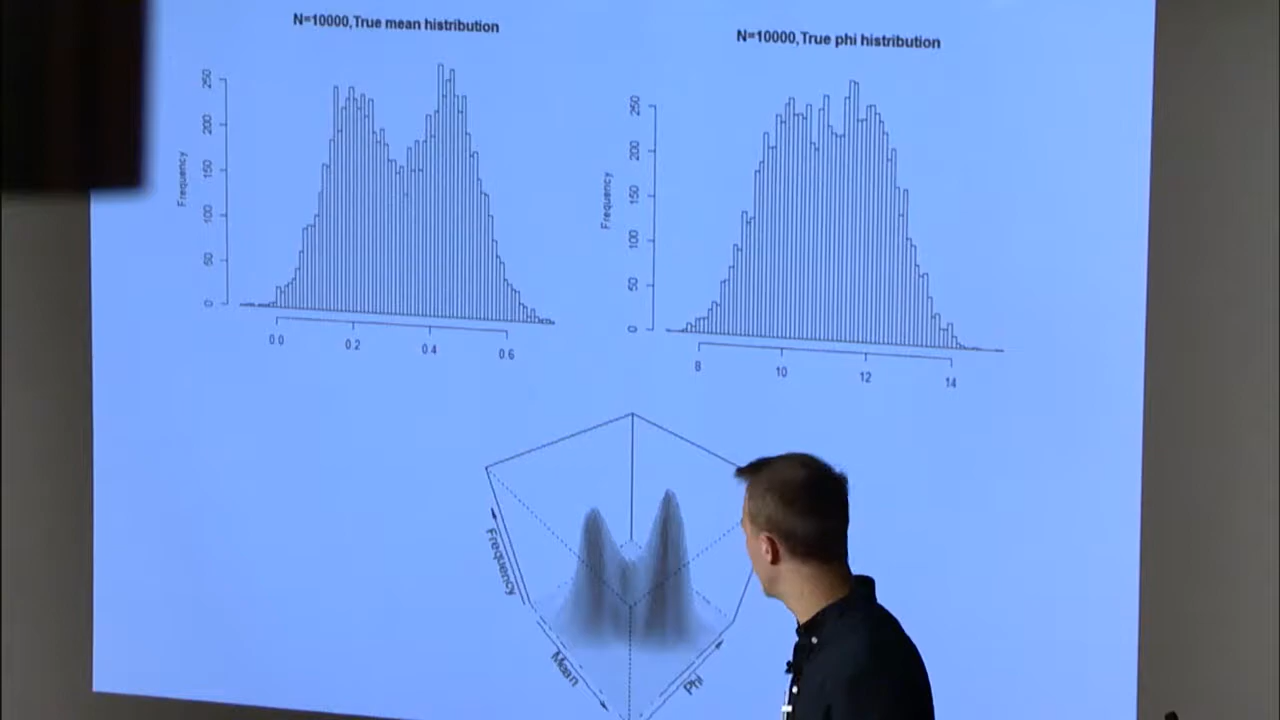 N=10000,True mean histribution
N=10000,True phi histribution
Frequency
0 50 100 150 200 250
0.0 0.2 0.4 0.6
Frequency
0 50 100 150 200 250
8 10 12 14
Frequency
Mean
Phi